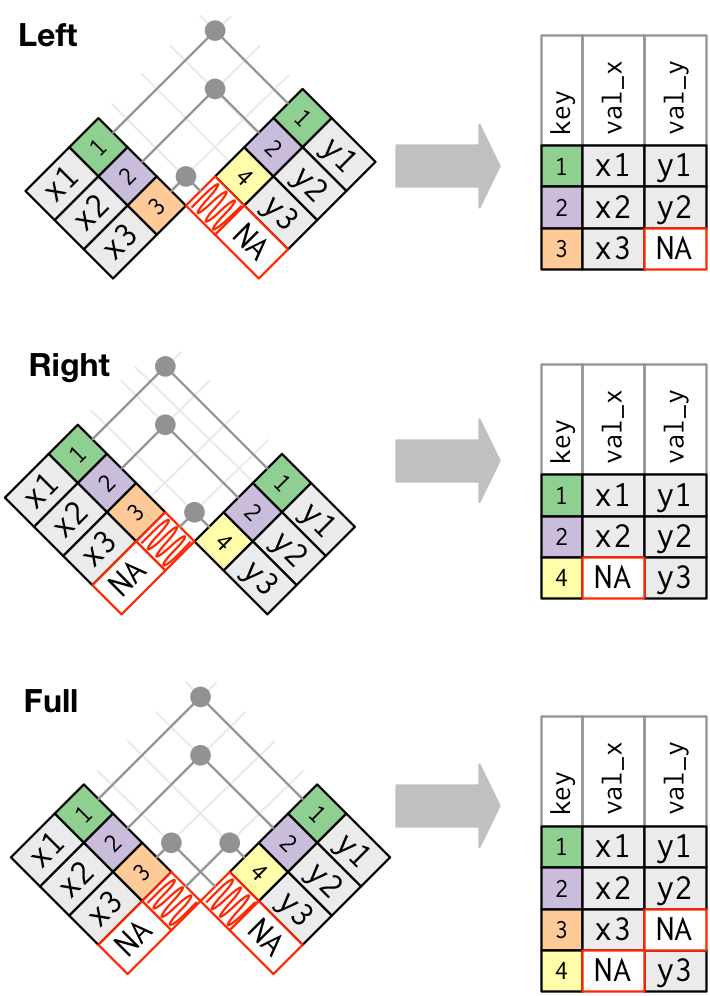 Left
1 x1
2 x2
3 x3
1 y1
2 y2
4 y3
NA
key val_x val_y
1 x1 y1
2 x2 y2
3 x3 NA
Right
1 x1
2 x2
3 x3
NA
1 y1
2 y2
4 y3
key val_x val_y
1 x1 y1
2 x2 y2
4 NA y3
Full
1 x1
2 x2
3 x3
NA
1 y1
2 y2
4 y3
NA
key val_x val_y
1 x1 y1
2 x2 y2
3 x3 NA
4 NA y3